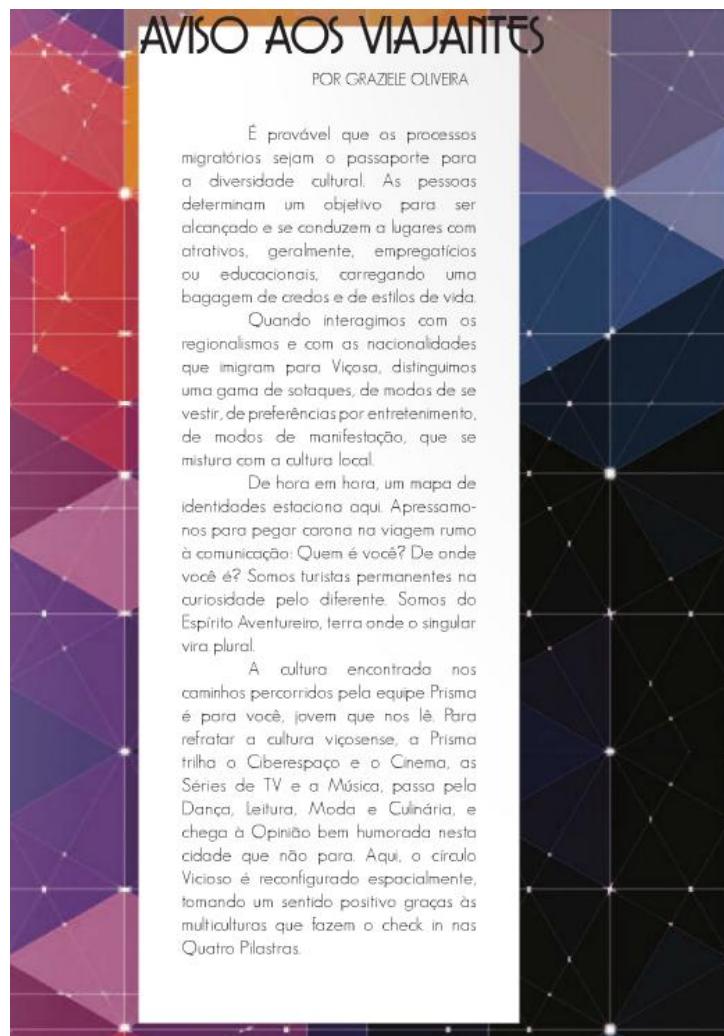 AVISO AOS VIAJANTES
POR GRAZIELE OLIVEIRA
É provável que os processos
migratórios sejam o passaporte para
a diversidade cultural. As pessoas
determinam um objetivo para ser
alcançado e se conduzem a lugares com
atrativos, geralmente, empregatícios
ou educacionais, carregando uma
bagagem de credos e de estilos de vida.
Quando interagimos com os
regionalismos e com as nacionalidades
que imigram para Viçosa, distinguimos
uma gama de sotaques, de modos de se
vestir, de preferências por entretenimento,
de modos de manifestação, que se
mistura com a cultura local.
De hora em hora, um mapa de
identidades estaciona aqui. Apressamo-
nos para pegar carona na viagem rumo
à comunicação: Quem é você? De onde
você é? Somos turistas permanentes na
curiosidade pelo diferente. Somos do
Espírito Aventureiro, terra onde o singular
vira plural.
A cultura encontrada nos
caminhos percorridos pela equipe Prisma
é para você, jovem que nos lê. Para
refratar a cultura viçosense, a Prisma
trilha o Ciberespaço e o Cinema, as
Séries de TV e a Música, passa pela
Dança, Leitura, Moda e Culinária, e
chega à Opinião bem humorada nesta
cidade que não para. Aqui, o círculo
Vicioso é reconfigurado espacialmente,
tomando um sentido positivo graças às
multiculturas que fazem o check in nas
Quatro Pilastras.